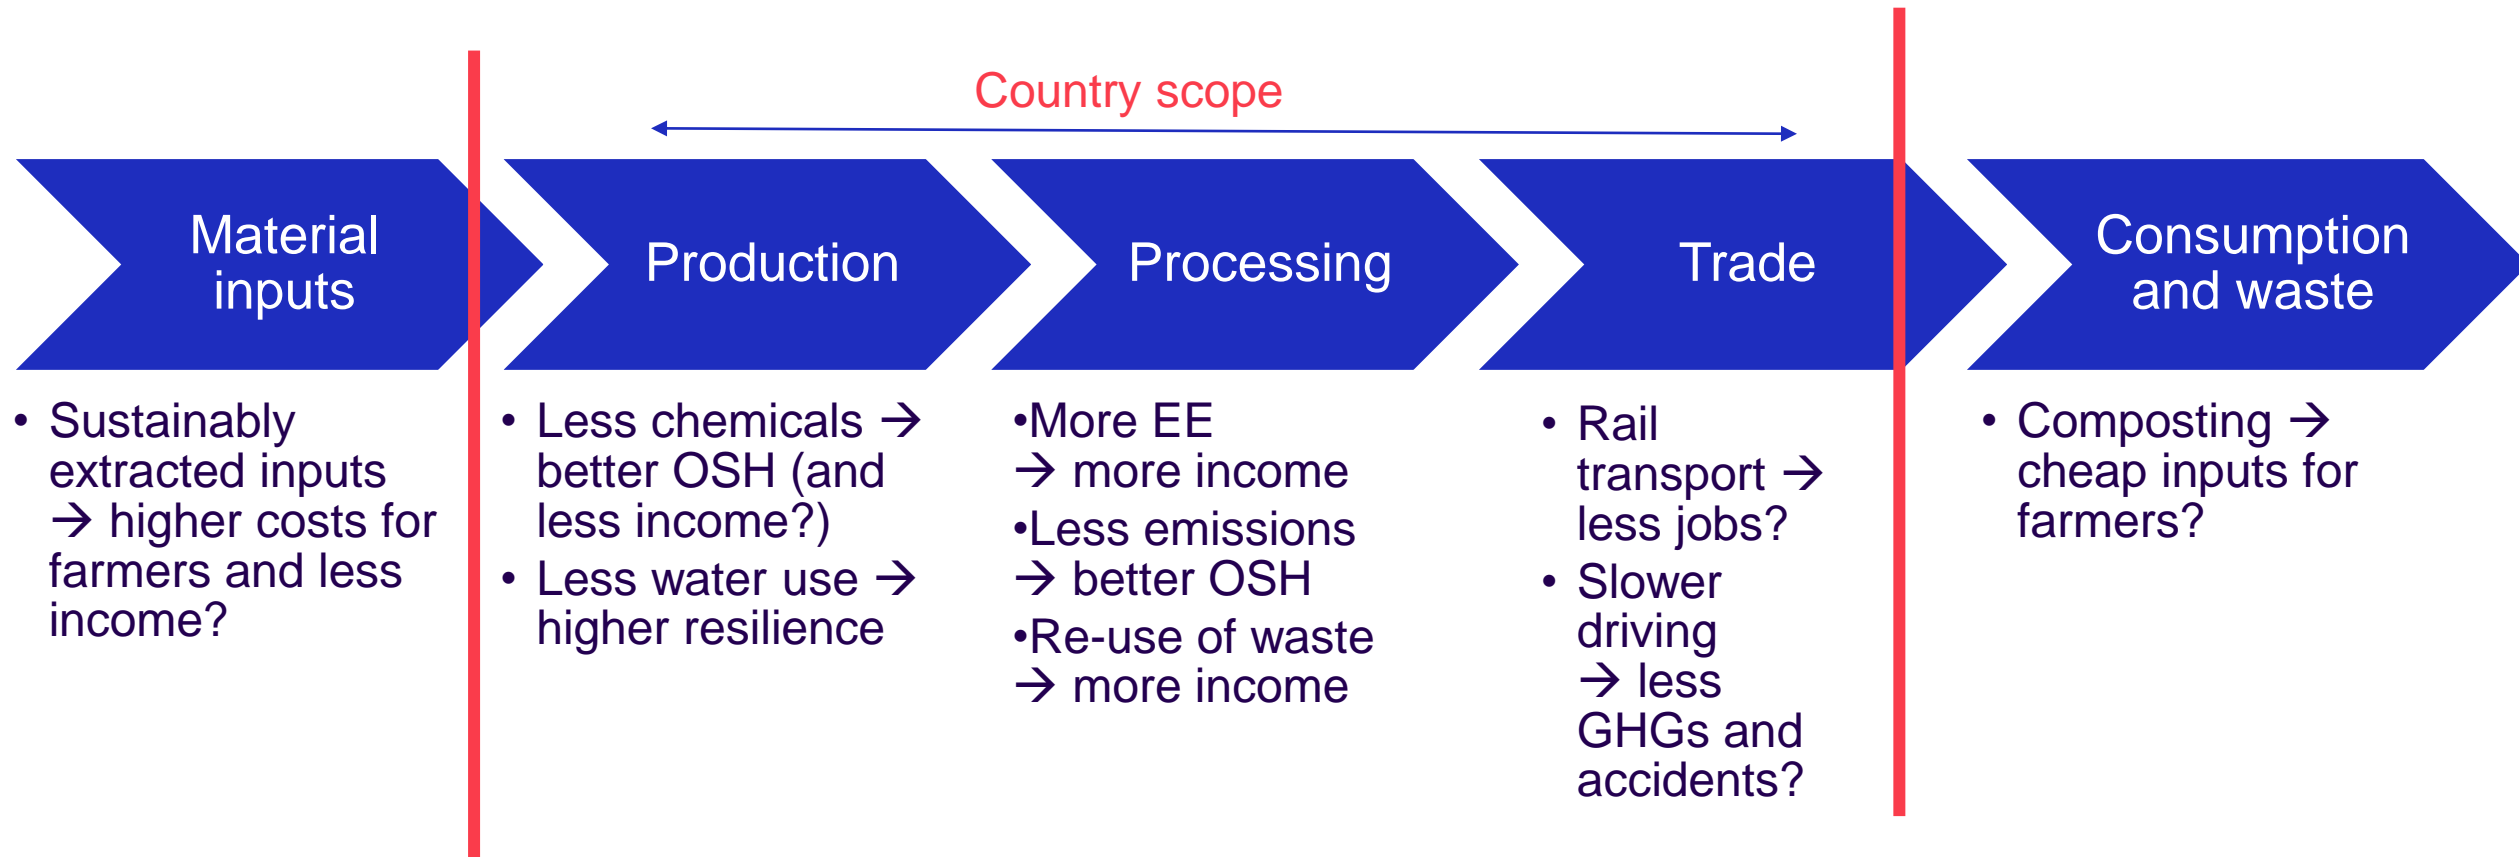 Country scope
Material
inputs
Production
Processing
Trade
Consumption
and waste
• Sustainably
extracted inputs
→ higher costs for
farmers and less
income?
• Less chemicals →
better OSH (and
less income?)
• Less water use →
higher resilience
•More EE
→ more income
•Less emissions
→ better OSH
•Re-use of waste
→ more income
• Rail
transport →
less jobs?
• Slower
driving
→ less
GHGs and
accidents?
• Composting →
cheap inputs for
farmers?